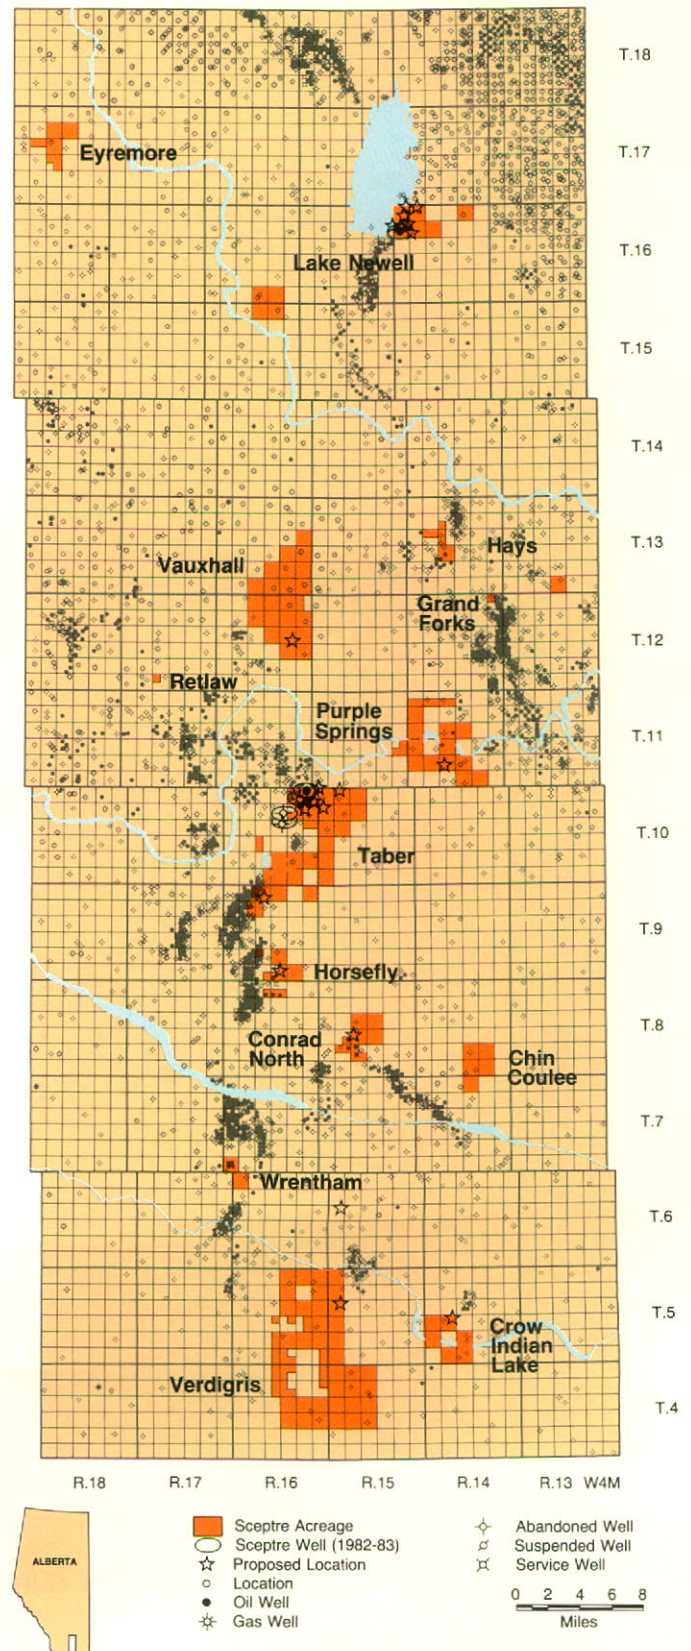 T.18
Eyremore
T.17
Lake Newell
T.16
T.15
T.14
Vauxhall
Hays
T.13
Grand
Forks
T.12
Retlaw
Purple
Springs
T.11
T.10
Taber
T.9
Horsefly
T.8
Conrad
North
Chin
Coulee
T.7
Wrentham
T.6
T.5
Crow
Indian
Lake
Verdigris
T.4
R.18 R.17 R.16 R.15 R.14 R.13 W4M
ALBERTA
Sceptre Acreage
Sceptre Well (1982-83)
Proposed Location
Location
Oil Well
Gas Well
Abandoned Well
Suspended Well
Service Well
0 2 4 6 8
Miles